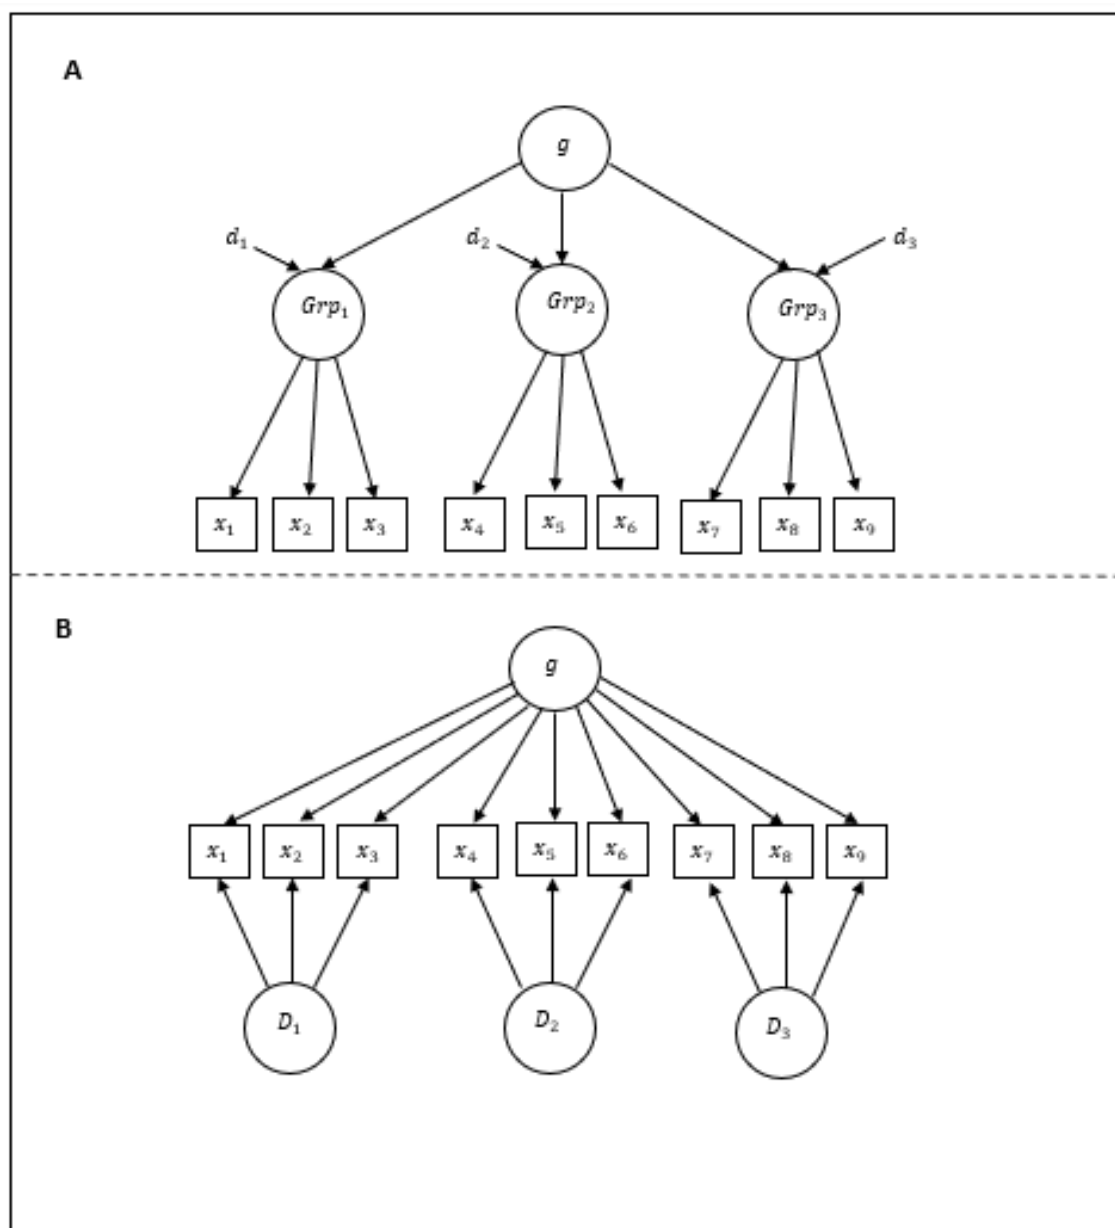 A
g
d₁ d₂ d₃
Grp₁ Grp₂ Grp₃
x₁ x₂ x₃ x₄ x₅ x₆ x₇ x₈ x₉
B
g
x₁ x₂ x₃ x₄ x₅ x₆ x₇ x₈ x₉
D₁ D₂ D₃